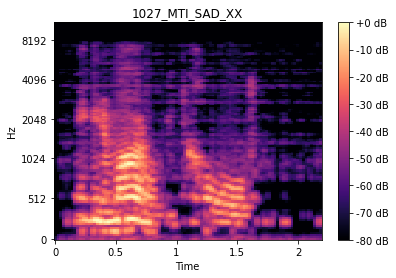 1027_MTI_SAD_XX
+0 dB
8192
-10 dB
4096
-20 dB
-30 dB
2048
Hz
-40 dB
1024
-50 dB
512
-60 dB
-70 dB
0
-80 dB
0
0.5
1
1.5
2
Time